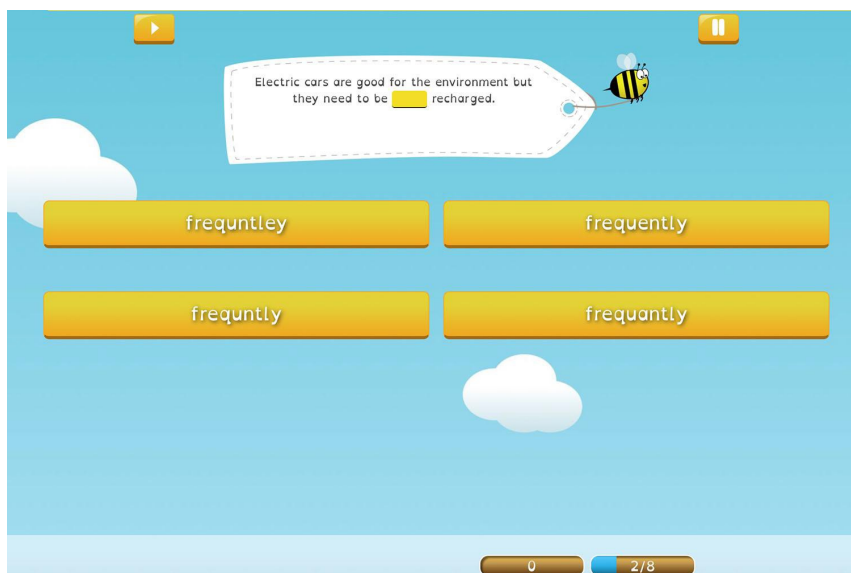 Electric cars are good for the environment but
they need to be recharged.
frequntley
frequently
frequntly
frequantly
0
2/8